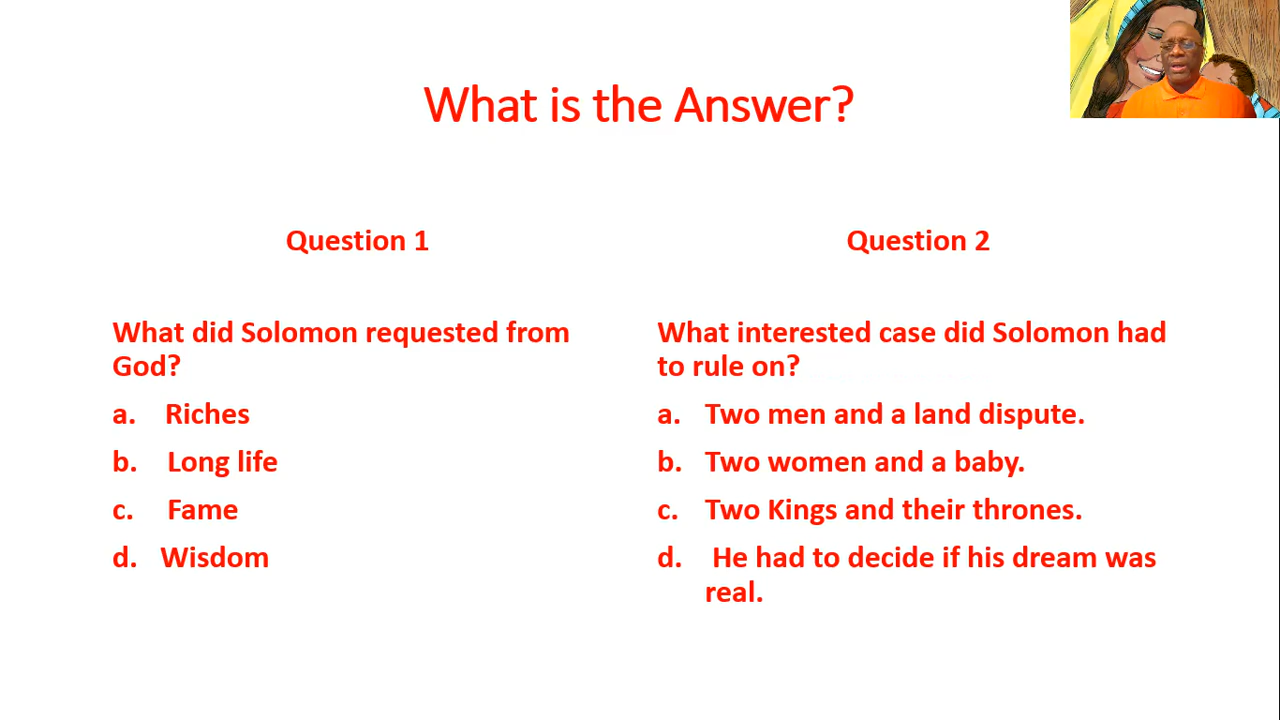 What is the Answer?
Question 1
What did Solomon requested from
God?
a. Riches
b. Long life
c. Fame
d. Wisdom
Question 2
What interested case did Solomon had
to rule on?
a. Two men and a land dispute.
b. Two women and a baby.
c. Two Kings and their thrones.
d. He had to decide if his dream was
real.